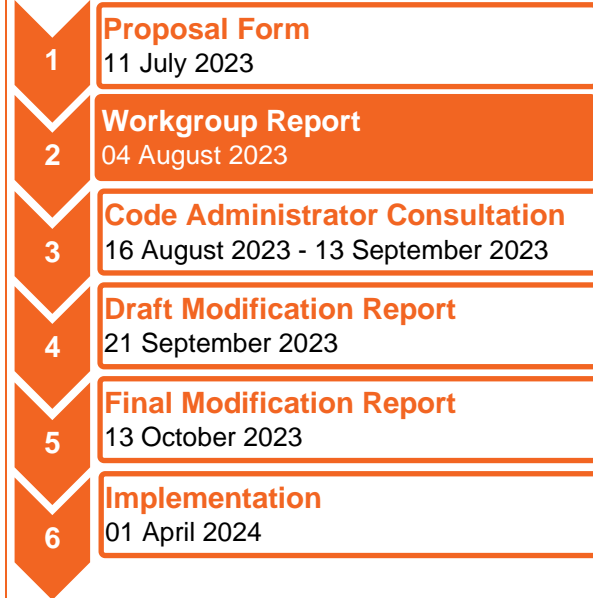 1
Proposal Form
11 July 2023
2
Workgroup Report
04 August 2023
3
Code Administrator Consultation
16 August 2023 - 13 September 2023
4
Draft Modification Report
21 September 2023
5
Final Modification Report
13 October 2023
6
Implementation
01 April 2024